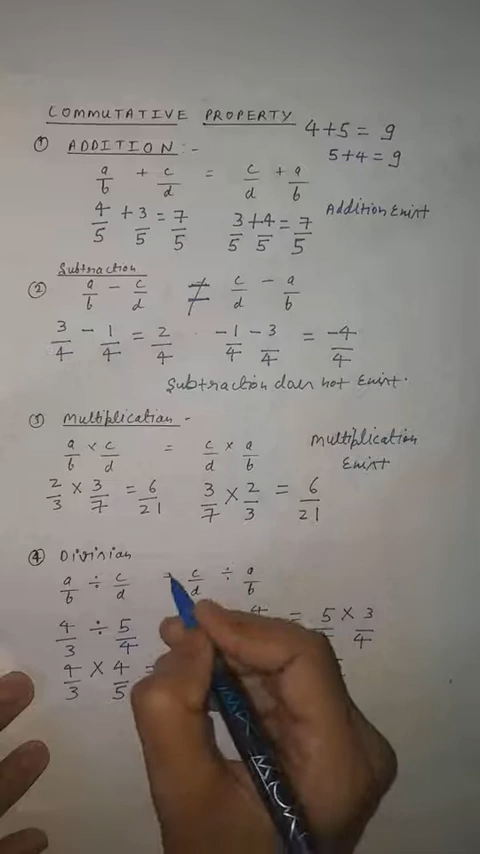 COMMUTATIVE PROPERTY 4+5 = 9
5+4 = 9
① ADDITION :-
a/b + c/d = c/d + a/b
4/5 + 3/5 = 7/5 3/5 + 4/5 = 7/5 Addition Exist
② Subtraction
a/b - c/d ≠ c/d - a/b
3/4 - 1/4 = 2/4 -1/4 - 3/4 = -4/4
Subtraction does not Exist.
③ Multiplication -
a/b × c/d = c/d × a/b Multiplication Exist
2/3 × 3/7 = 6/21 3/7 × 2/3 = 6/21
④ Division
a/b ÷ c/d = c/d ÷ a/b
4/3 ÷ 5/4 = 5/ × 3/4
4/3 × 4/5 =